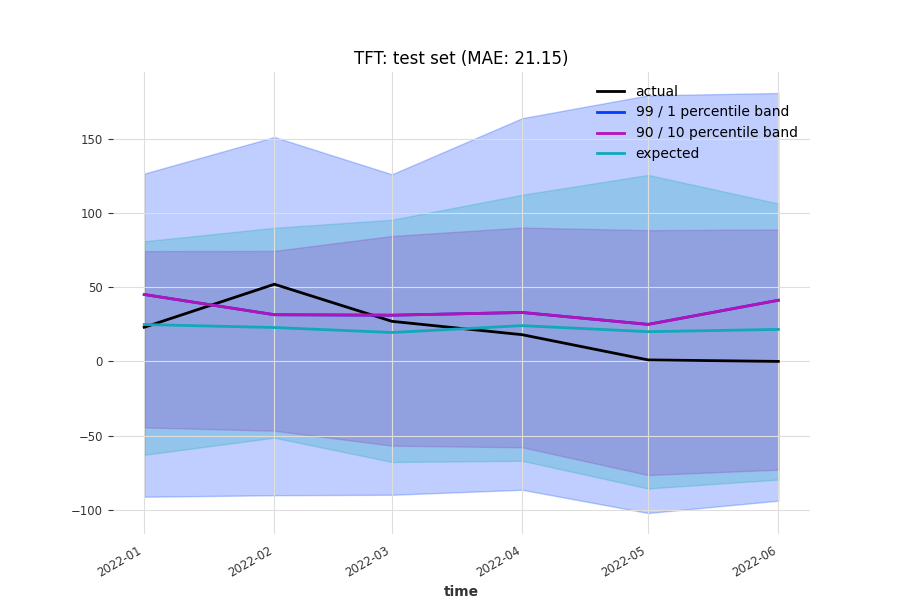 TFT: test set (MAE: 21.15)
actual
99 / 1 percentile band
90 / 10 percentile band
expected
150
100
50
0
−50
−100
2022-01
2022-02
2022-03
2022-04
2022-05
2022-06
time